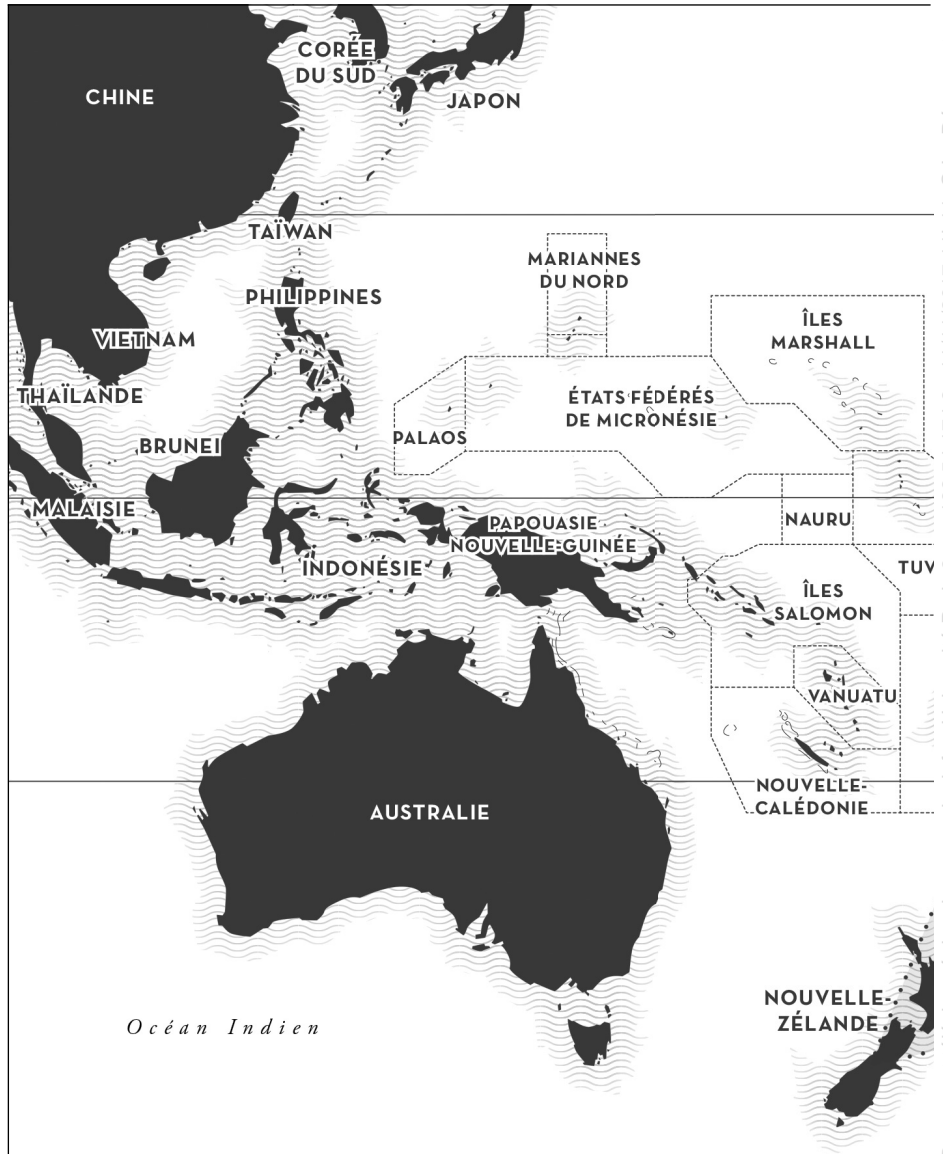 CORÉE
DU SUD
CHINE
JAPON
TAÏWAN
MARIANNES
DU NORD
PHILIPPINES
ÎLES
MARSHALL
VIETNAM
THAÏLANDE
ÉTATS FÉDÉRÉS
DE MICRONÉSIE
PALAOS
BRUNEI
MALAISIE
NAURU
PAPOUASIE
NOUVELLE-GUINÉE
INDONÉSIE
TUV
ÎLES
SALOMON
VANUATU
NOUVELLE-
CALÉDONIE
AUSTRALIE
NOUVELLE-
ZÉLANDE
Océan Indien